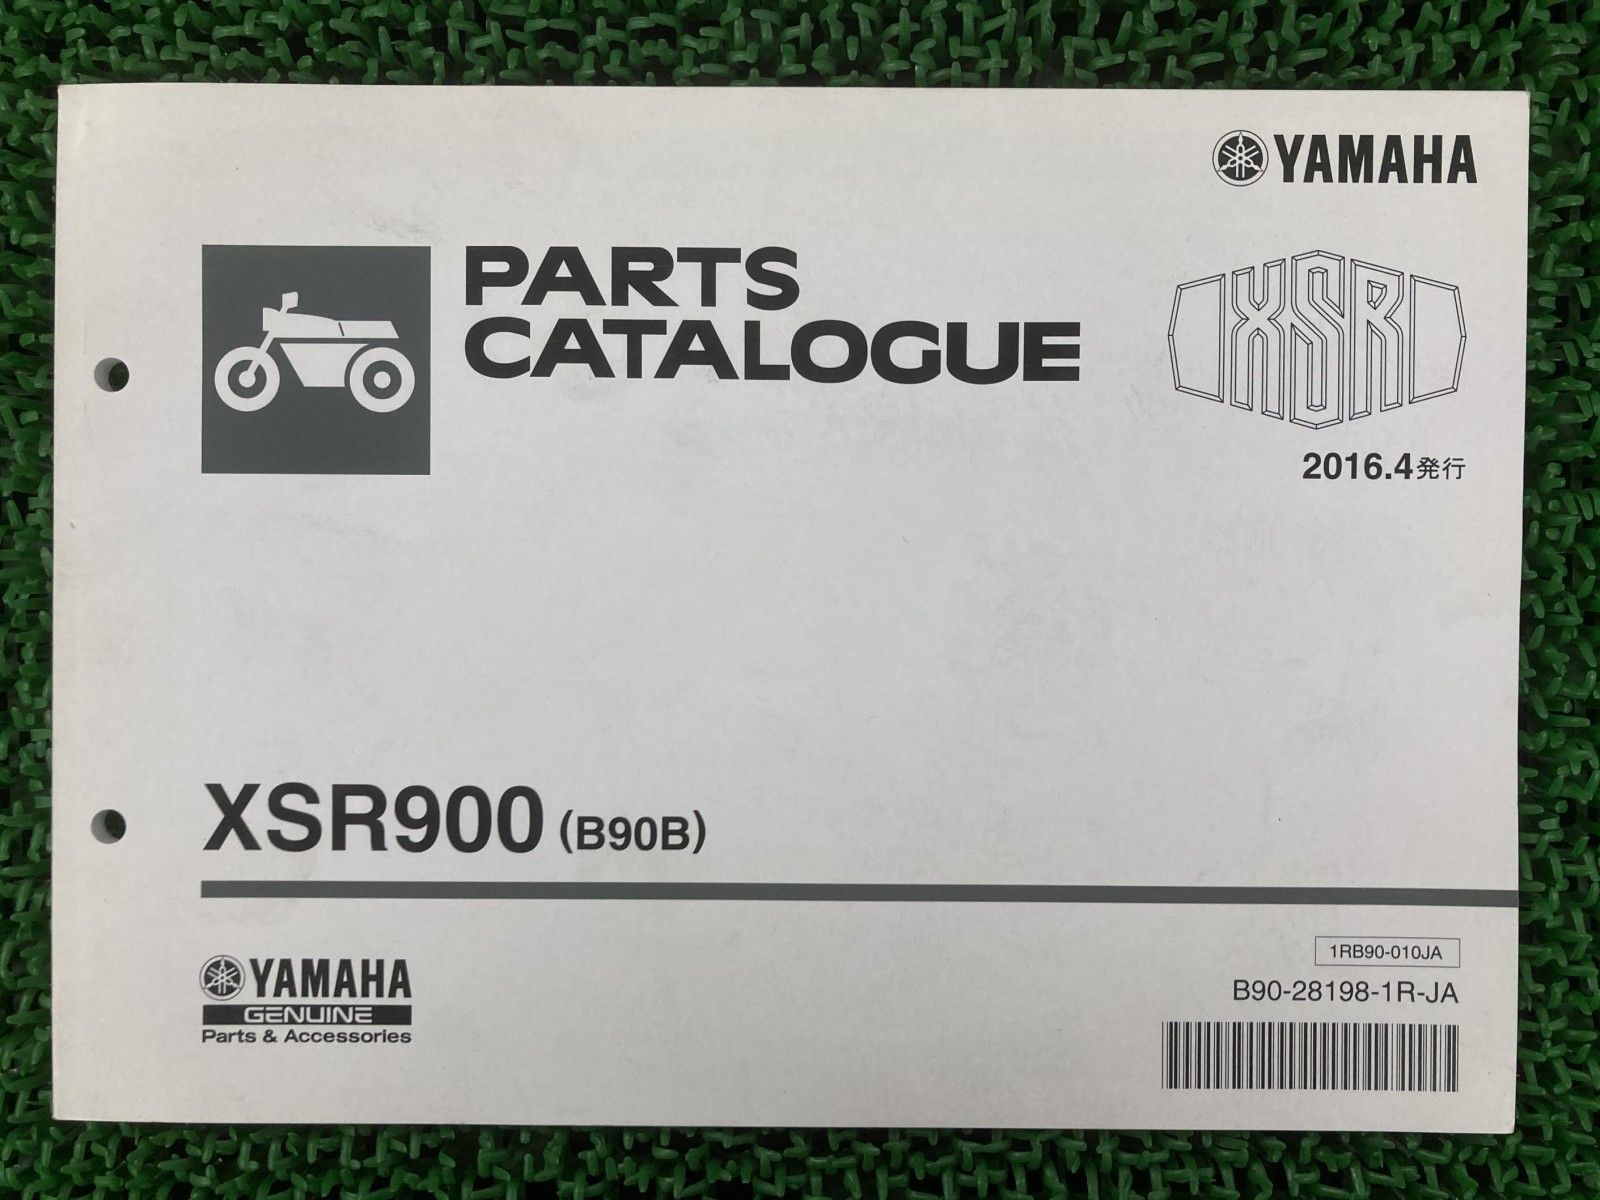 YAMAHA
PARTS
CATALOGUE
XSR
2016.4発行
XSR900 (B90B)
1RB90-010JA
B90-28198-1R-JA
YAMAHA
GENUINE
Parts & Accessories